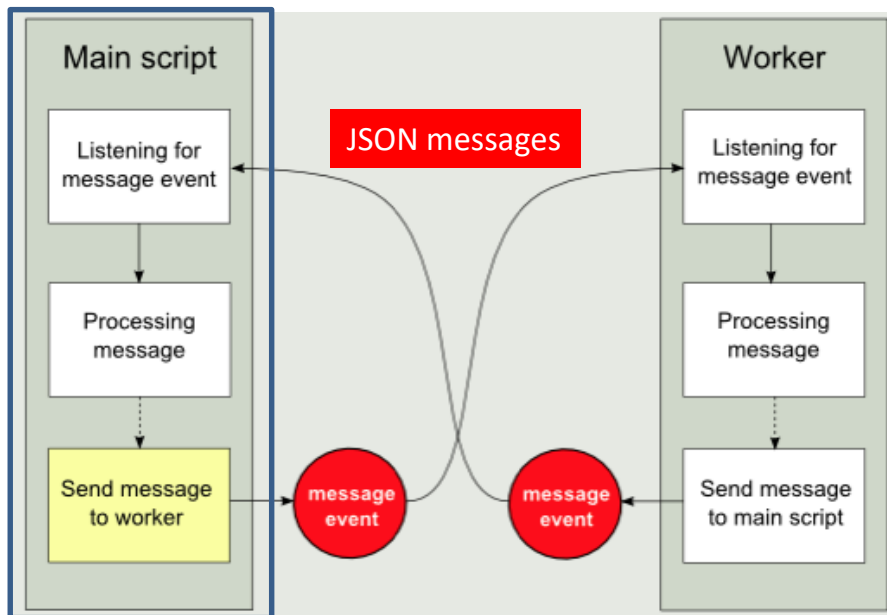 Main script
Listening for
message event
Processing
message
Send message
to worker
JSON messages
message
event
message
event
Worker
Listening for
message event
Processing
message
Send message
to main script